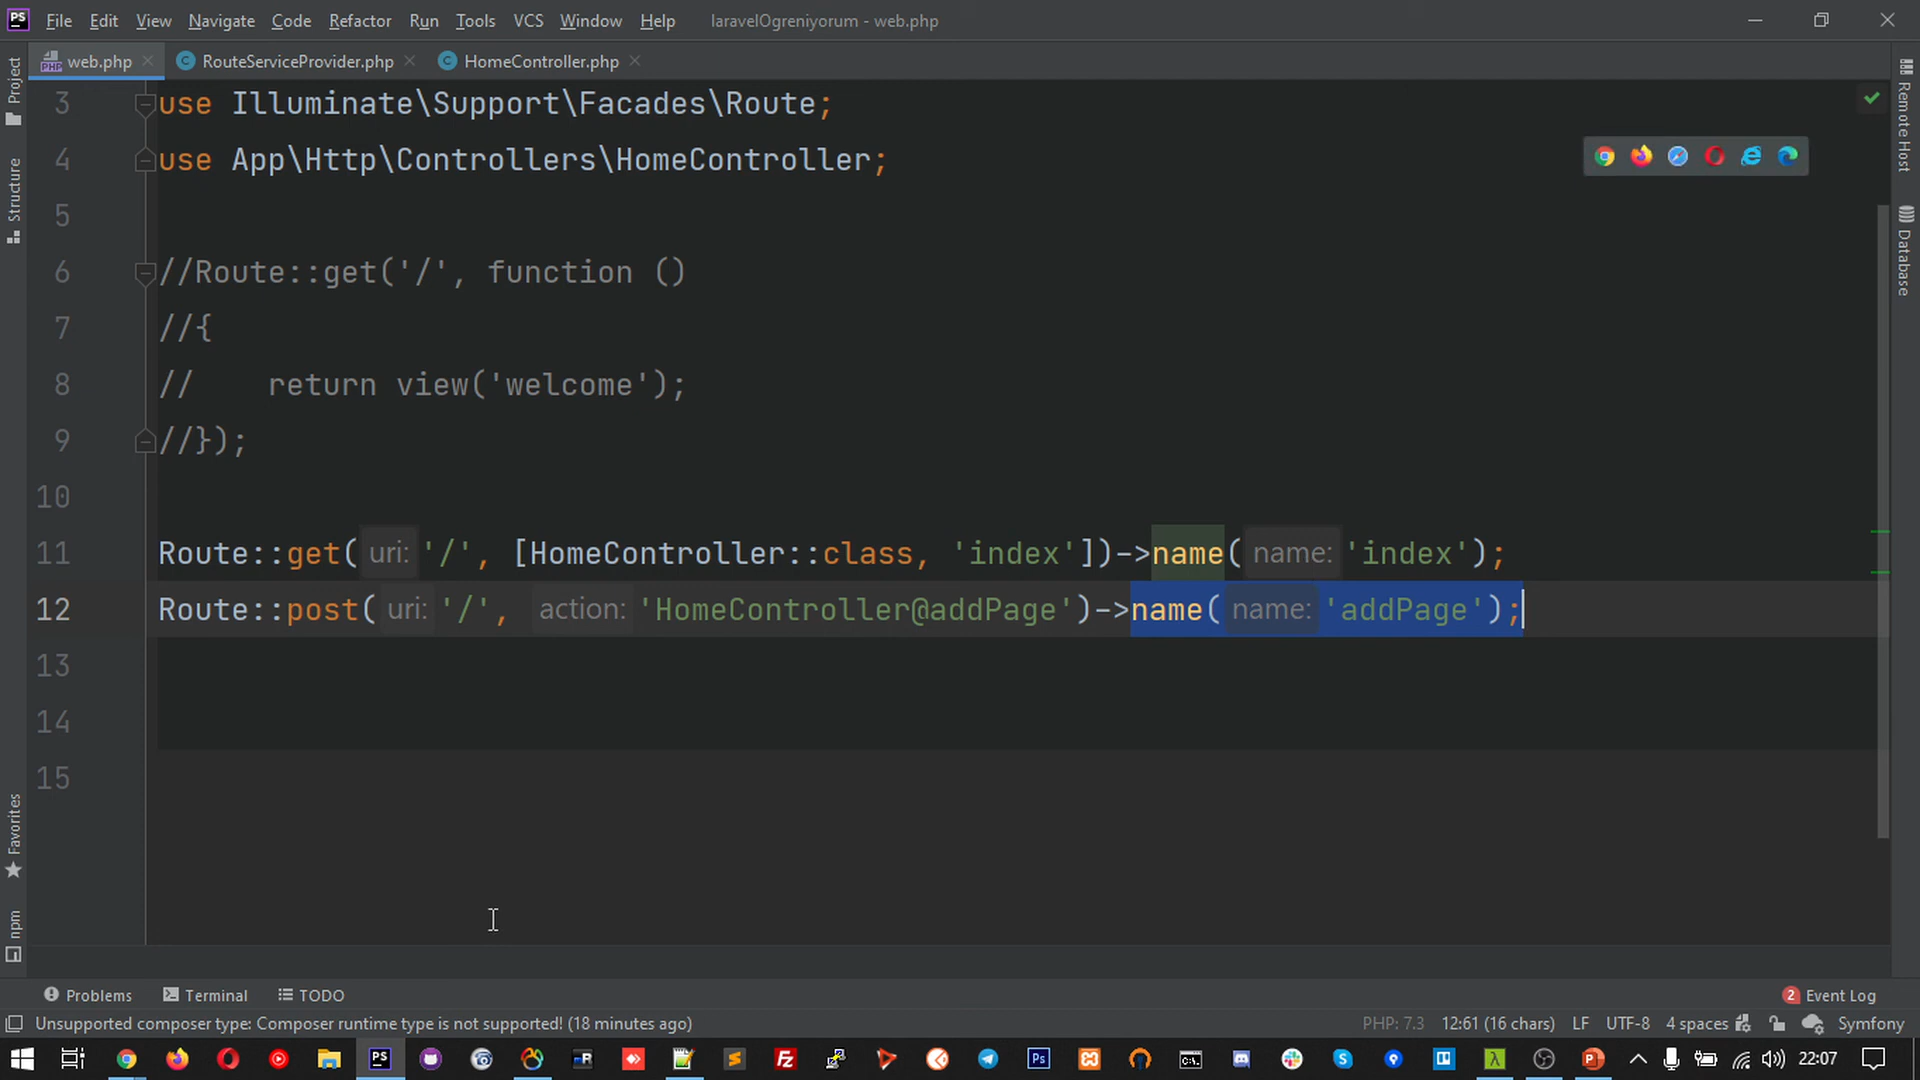 PS File Edit View Navigate Code Refactor Run Tools VCS Window Help laravelOgreniyorum - web.php
web.php RouteServiceProvider.php HomeController.php
Project
Structure
Favorites
npm
Remote Host
Database
3 use Illuminate\Support\Facades\Route;
4 use App\Http\Controllers\HomeController;
5
6 //Route::get('/', function ()
7 //{
8 //    return view('welcome');
9 //});
10
11 Route::get( uri: '/', [HomeController::class, 'index'])->name( name: 'index');
12 Route::post( uri: '/', action: 'HomeController@addPage')->name( name: 'addPage');
13
14
15
Problems Terminal TODO 2 Event Log
Unsupported composer type: Composer runtime type is not supported! (18 minutes ago) PHP: 7.3 12:61 (16 chars) LF UTF-8 4 spaces Symfony
22:07